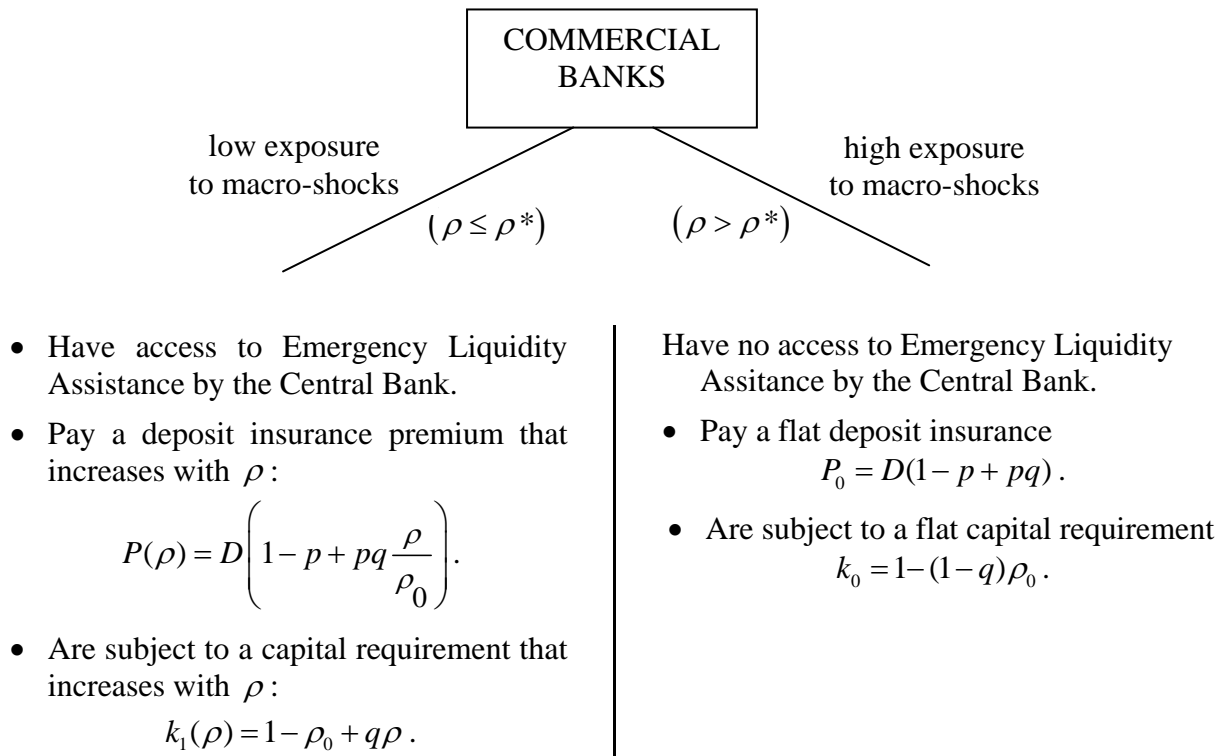 COMMERCIAL
BANKS
low exposure
to macro-shocks
(ρ ≤ ρ*)
high exposure
to macro-shocks
(ρ > ρ*)
• Have access to Emergency Liquidity
Assistance by the Central Bank.
• Pay a deposit insurance premium that
increases with ρ :
P(ρ) = D(1 − p + pq ρ/ρ₀).
• Are subject to a capital requirement that
increases with ρ :
k₁(ρ) = 1 − ρ₀ + qρ .
Have no access to Emergency Liquidity
Assitance by the Central Bank.
• Pay a flat deposit insurance
P₀ = D(1 − p + pq) .
• Are subject to a flat capital requirement
k₀ = 1 − (1 − q)ρ₀ .